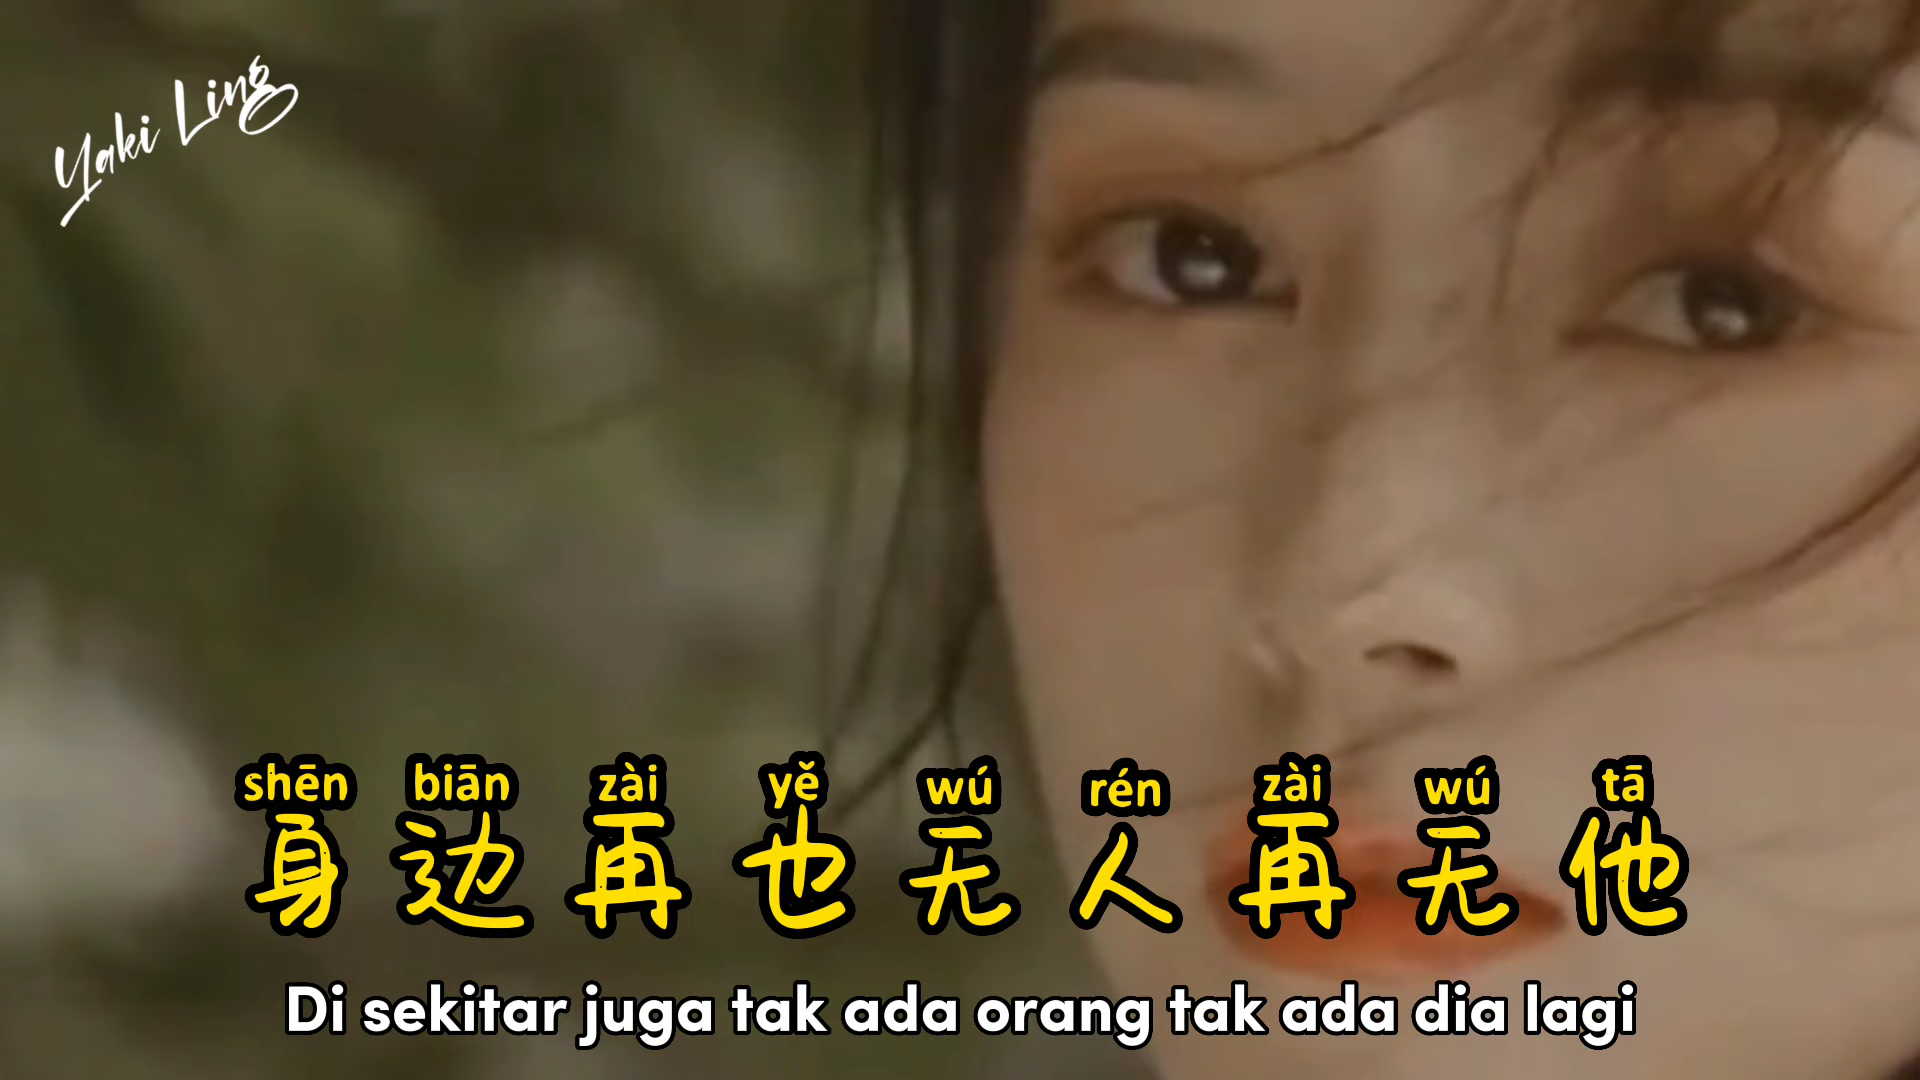 Yaki Ling
shēn biān zài yě wú rén zài wú tā
身边再也无人再无他
Di sekitar juga tak ada orang tak ada dia lagi